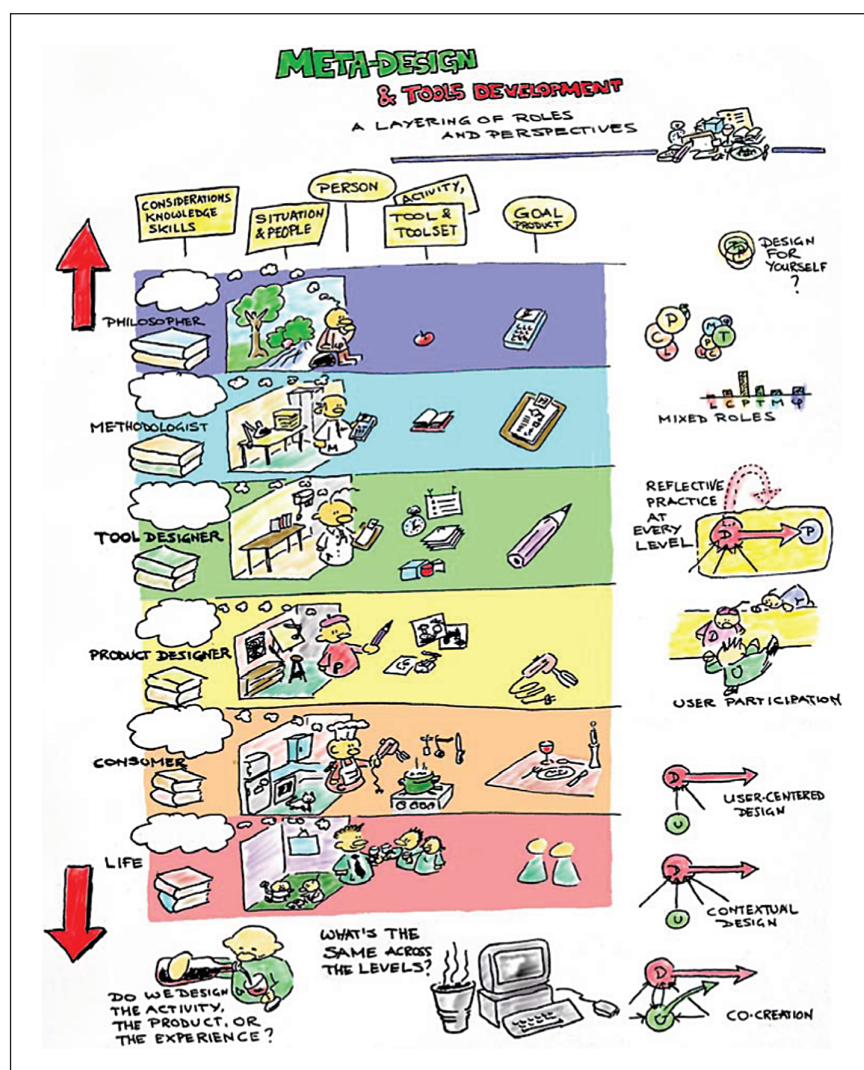 META-DESIGN
& TOOLS DEVELOPMENT
A LAYERING OF ROLES
AND PERSPECTIVES
CONSIDERATIONS
KNOWLEDGE
SKILLS
SITUATION
& PEOPLE
PERSON
ACTIVITY,
TOOL &
TOOLSET
GOAL
PRODUCT
DESIGN
FOR
YOURSELF
?
PHILOSOPHER
P
C
L
M
P
T
C
METHODOLOGIST
M
L C P T M φ
MIXED ROLES
TOOL DESIGNER
REFLECTIVE
PRACTICE
AT
EVERY
LEVEL
D
P
PRODUCT DESIGNER
P
D
U
USER PARTICIPATION
CONSUMER
D
USER-CENTERED
DESIGN
U
LIFE
D
CONTEXTUAL
DESIGN
U
DO WE DESIGN
THE ACTIVITY,
THE PRODUCT, OR
THE EXPERIENCE?
WHAT'S THE
SAME ACROSS
THE LEVELS?
D
U
CO-CREATION